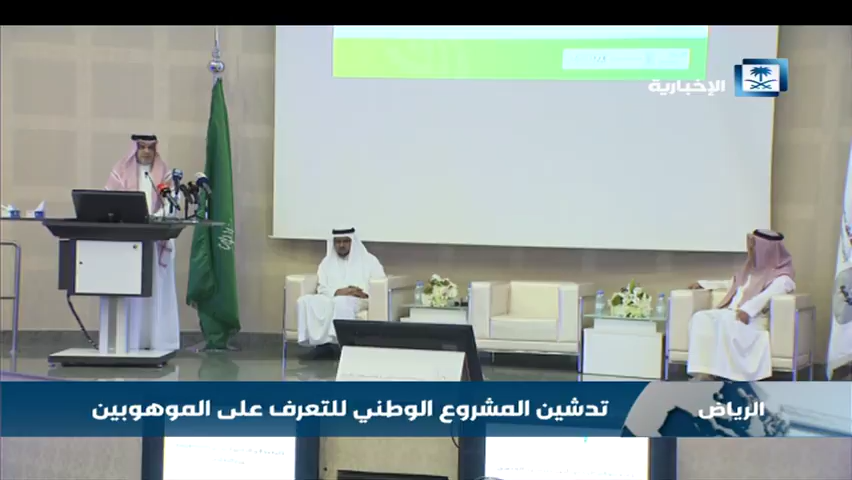 الإخبارية
الرياض
تدشين المشروع الوطني للتعرف على الموهوبين